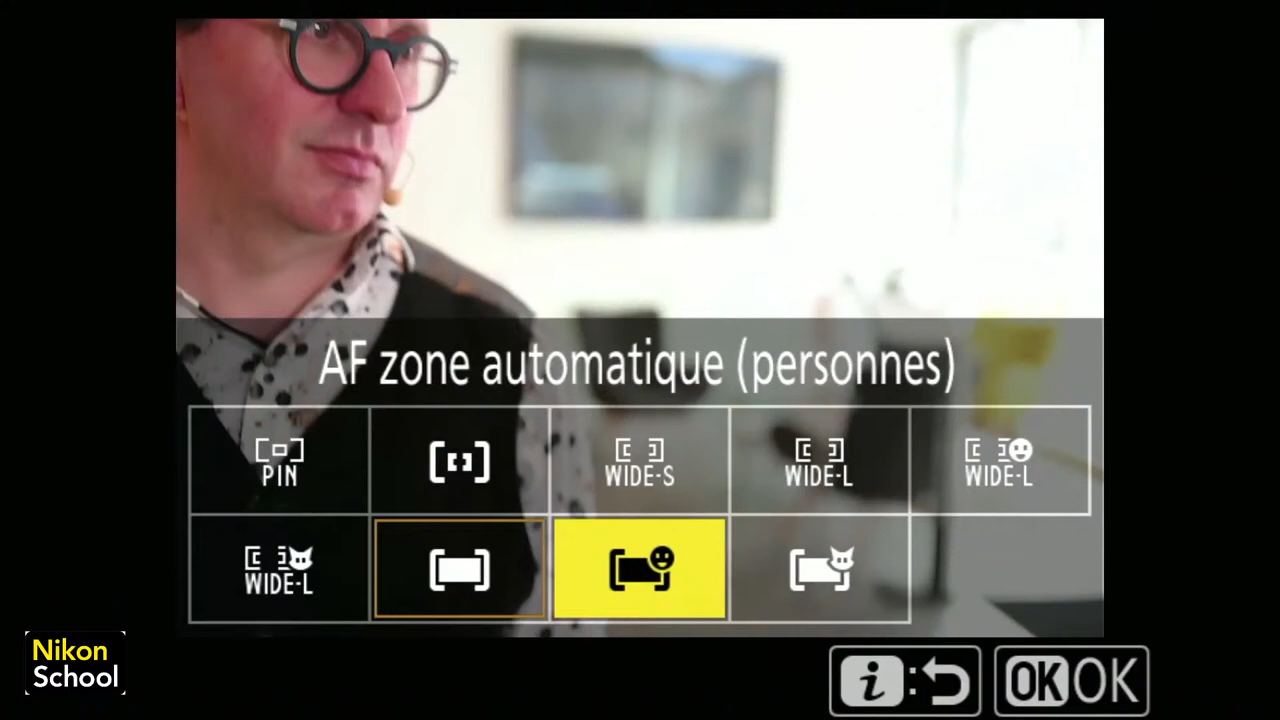 AF zone automatique (personnes)
PIN
WIDE-S
WIDE-L
WIDE-L
WIDE-L
Nikon
School
i:
OK OK